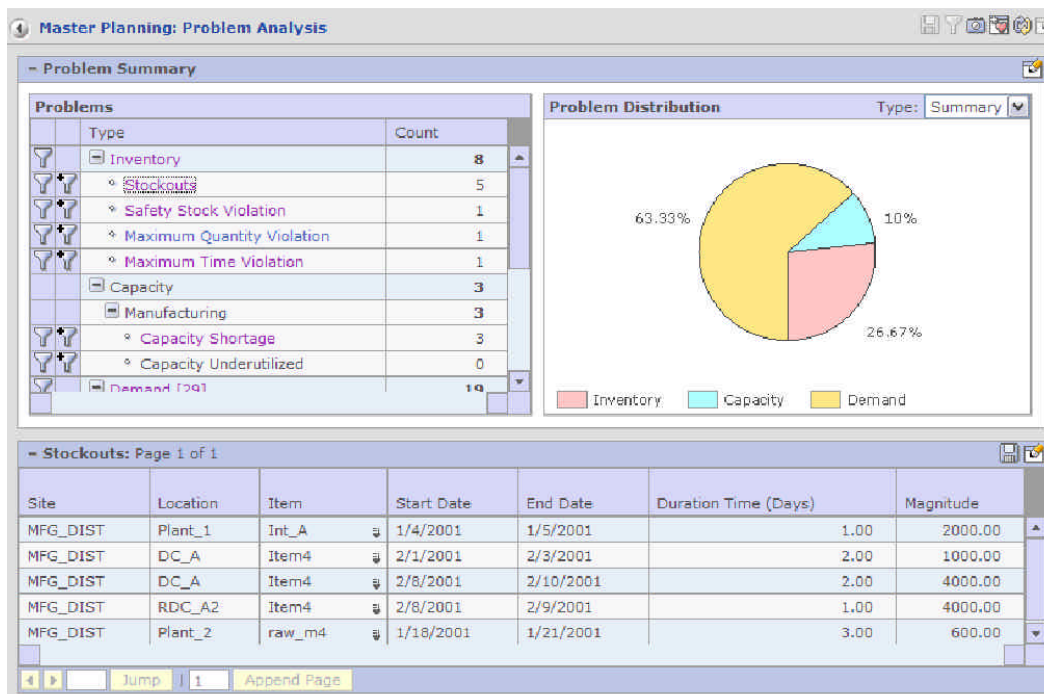 Master Planning: Problem Analysis
– Problem Summary
Problems
Type Count
Inventory 8
Stockouts 5
Safety Stock Violation 1
Maximum Quantity Violation 1
Maximum Time Violation 1
Capacity 3
Manufacturing 3
Capacity Shortage 3
Capacity Underutilized 0
Demand [29] 19
Problem Distribution Type: Summary
63.33% 10%
26.67%
Inventory Capacity Demand
– Stockouts: Page 1 of 1
Site Location Item Start Date End Date Duration Time (Days) Magnitude
MFG_DIST Plant_1 Int_A 1/4/2001 1/5/2001 1.00 2000.00
MFG_DIST DC_A Item4 2/1/2001 2/3/2001 2.00 1000.00
MFG_DIST DC_A Item4 2/8/2001 2/10/2001 2.00 4000.00
MFG_DIST RDC_A2 Item4 2/8/2001 2/9/2001 1.00 4000.00
MFG_DIST Plant_2 raw_m4 1/18/2001 1/21/2001 3.00 600.00
Jump | 1 Append Page